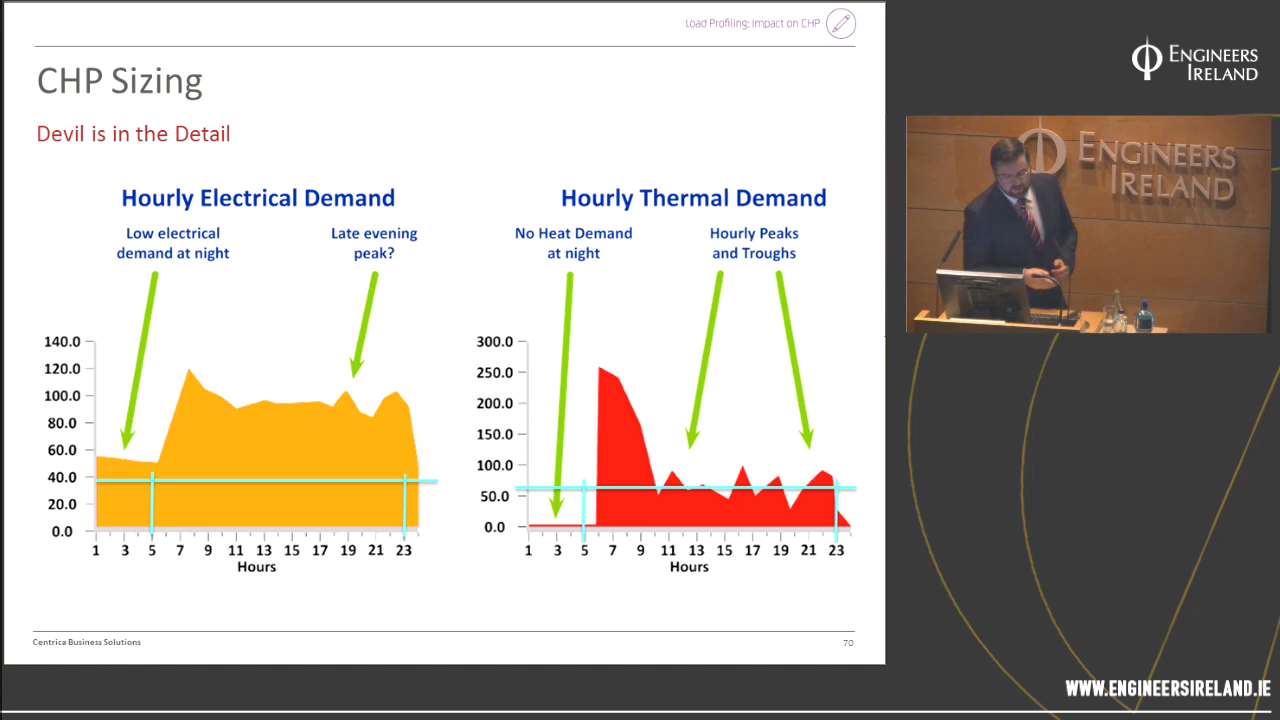 Load Profiling: Impact on CHP
CHP Sizing
Devil is in the Detail
Hourly Electrical Demand
Low electrical
demand at night
Late evening
peak?
140.0
120.0
100.0
80.0
60.0
40.0
20.0
0.0
1 3 5 7 9 11 13 15 17 19 21 23
Hours
Hourly Thermal Demand
No Heat Demand
at night
Hourly Peaks
and Troughs
300.0
250.0
200.0
150.0
100.0
50.0
0.0
1 3 5 7 9 11 13 15 17 19 21 23
Hours
Centrica Business Solutions
70
ENGINEERS
IRELAND
ENGINEERS
IRELAND
WWW.ENGINEERSIRELAND.IE